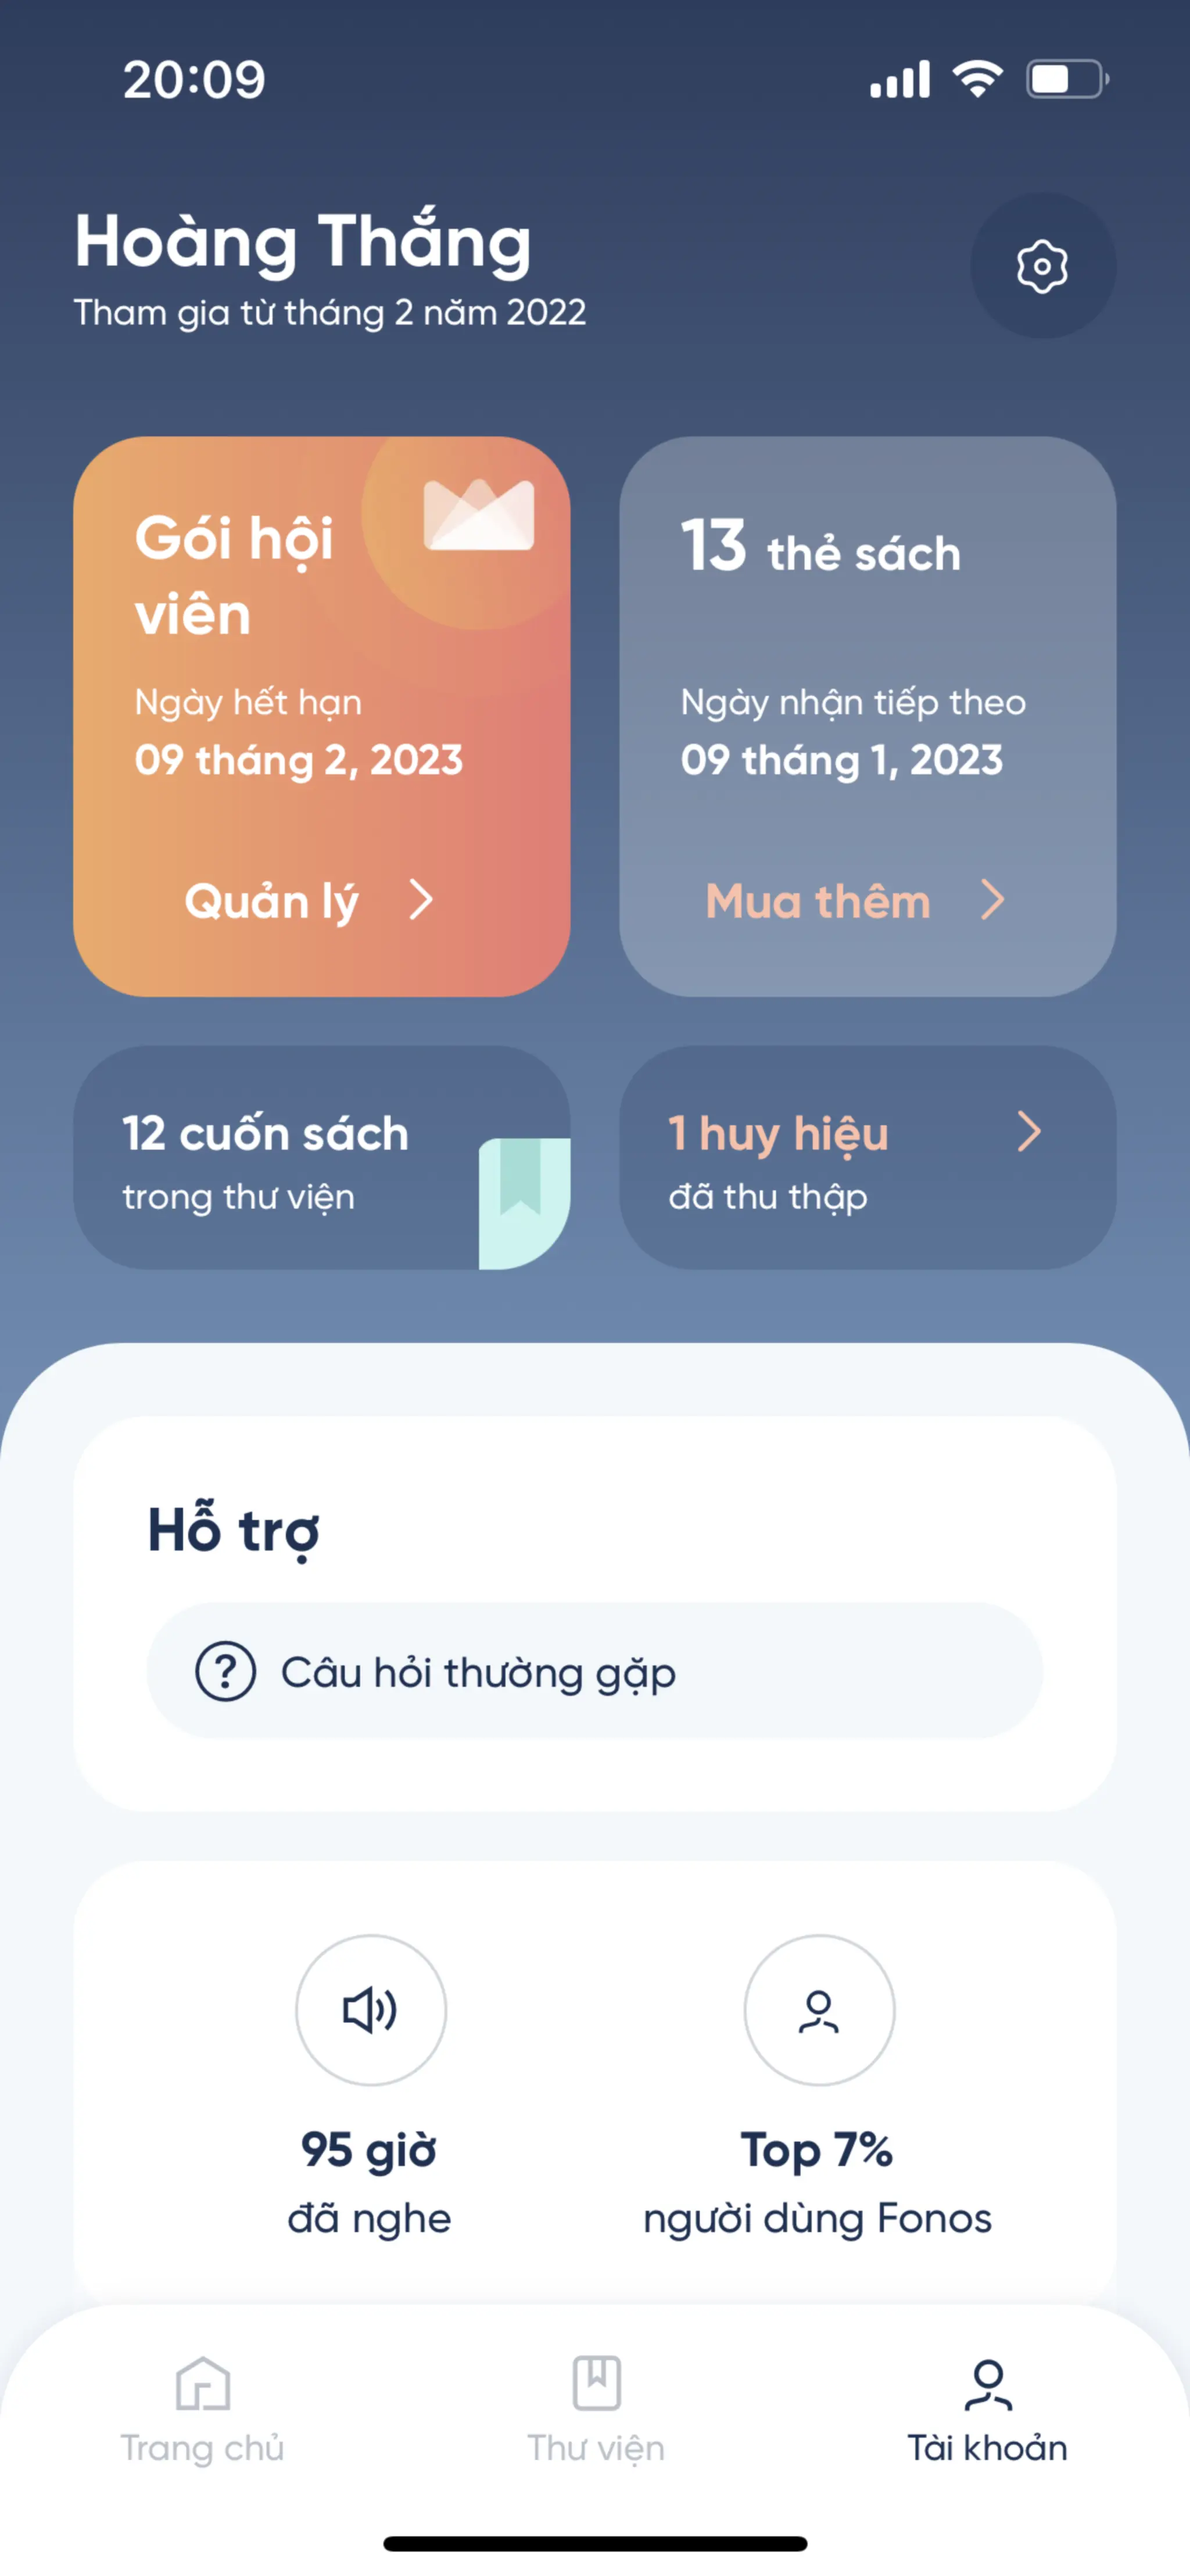 20:09
Hoàng Thắng
Tham gia từ tháng 2 năm 2022
Gói hội
viên
Ngày hết hạn
09 tháng 2, 2023
Quản lý
13 thẻ sách
Ngày nhận tiếp theo
09 tháng 1, 2023
Mua thêm
12 cuốn sách
trong thư viện
1 huy hiệu
đã thu thập
Hỗ trợ
Câu hỏi thường gặp
95 giờ
đã nghe
Top 7%
người dùng Fonos
Trang chủ
Thư viện
Tài khoản